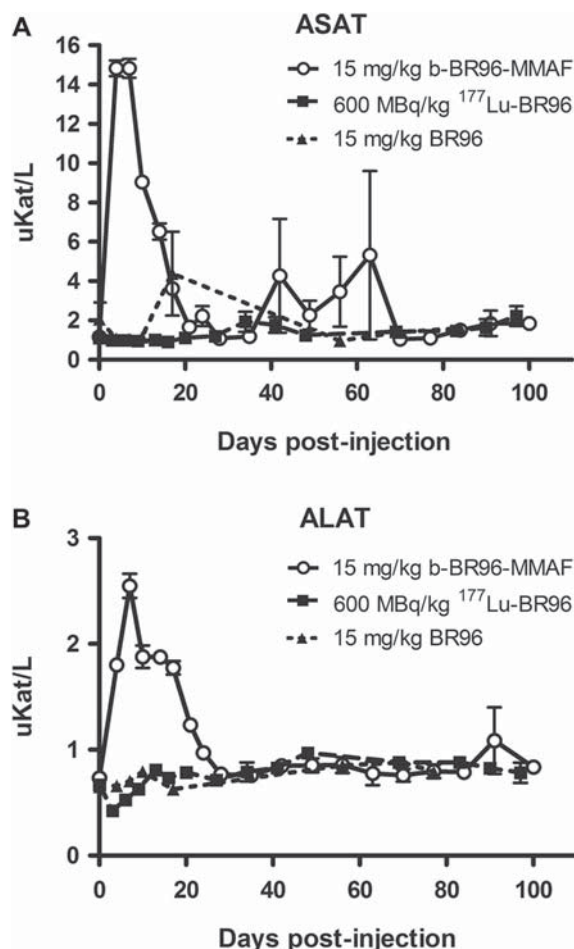 A
ASAT
16
14
12
10
8
6
4
2
0
uKat/L
15 mg/kg b-BR96-MMAF
600 MBq/kg ¹⁷⁷Lu-BR96
15 mg/kg BR96
0 20 40 60 80 100
Days post-injection
B
ALAT
3
2
1
0
uKat/L
15 mg/kg b-BR96-MMAF
600 MBq/kg ¹⁷⁷Lu-BR96
15 mg/kg BR96
0 20 40 60 80 100
Days post-injection